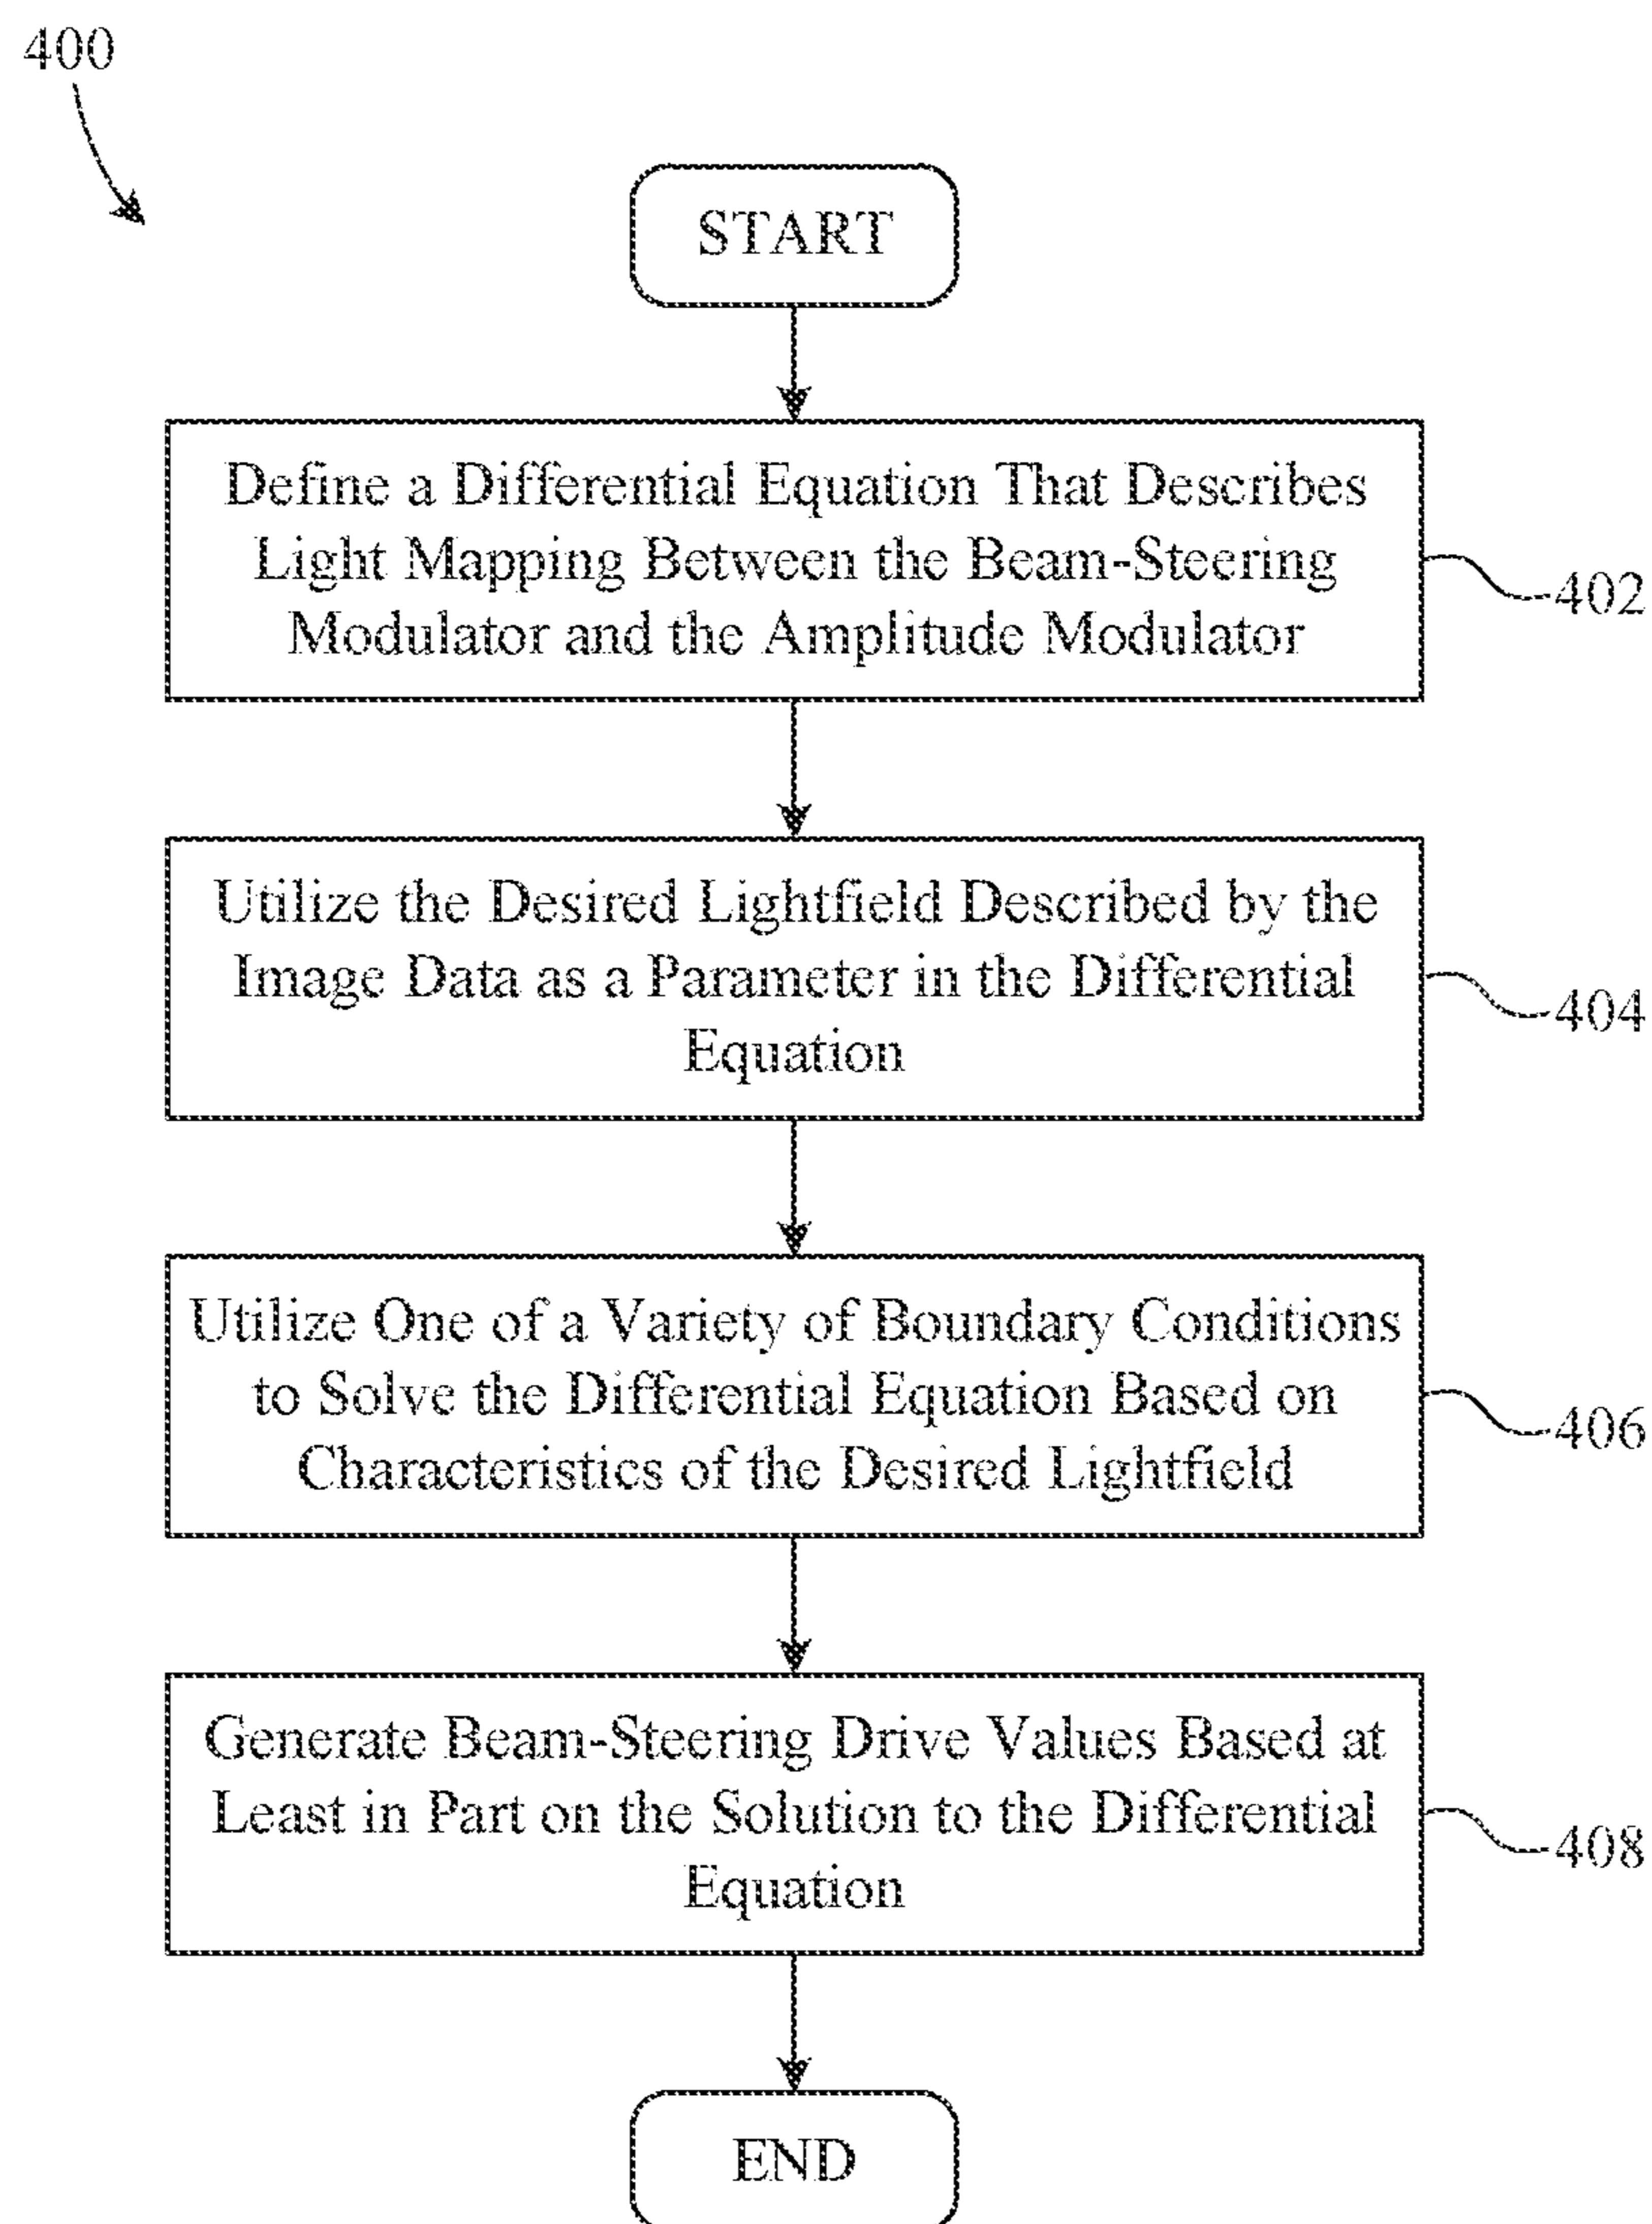 400
START
Define a Differential Equation That Describes
Light Mapping Between the Beam-Steering
Modulator and the Amplitude Modulator
402
Utilize the Desired Lightfield Described by the
Image Data as a Parameter in the Differential
Equation
404
Utilize One of a Variety of Boundary Conditions
to Solve the Differential Equation Based on
Characteristics of the Desired Lightfield
406
Generate Beam-Steering Drive Values Based at
Least in Part on the Solution to the Differential
Equation
408
END